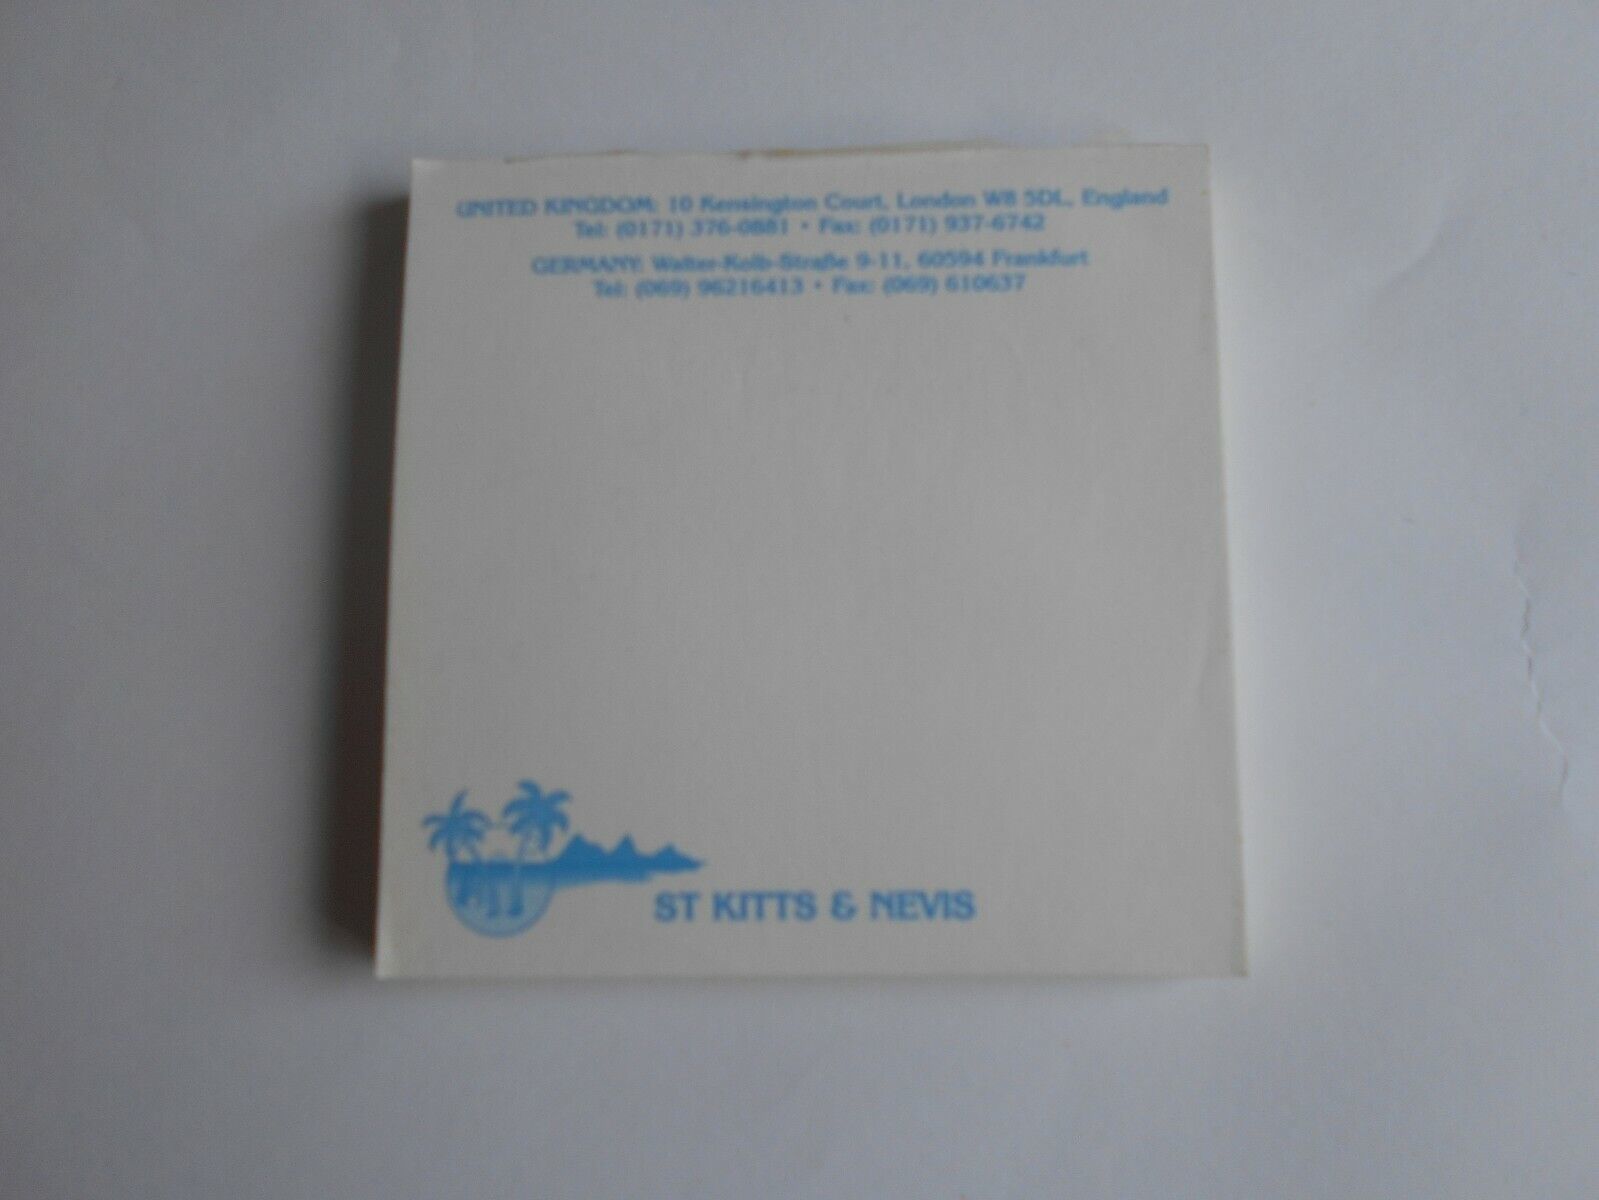 UNITED KINGDOM: 10 Kensington Court, London W8 5DL, England
Tel: (0171) 376-0881 • Fax: (0171) 937-6742
GERMANY: Walter-Kolb-Straße 9-11, 60594 Frankfurt
Tel: (069) 96216413 • Fax: (069) 610637
ST KITTS & NEVIS